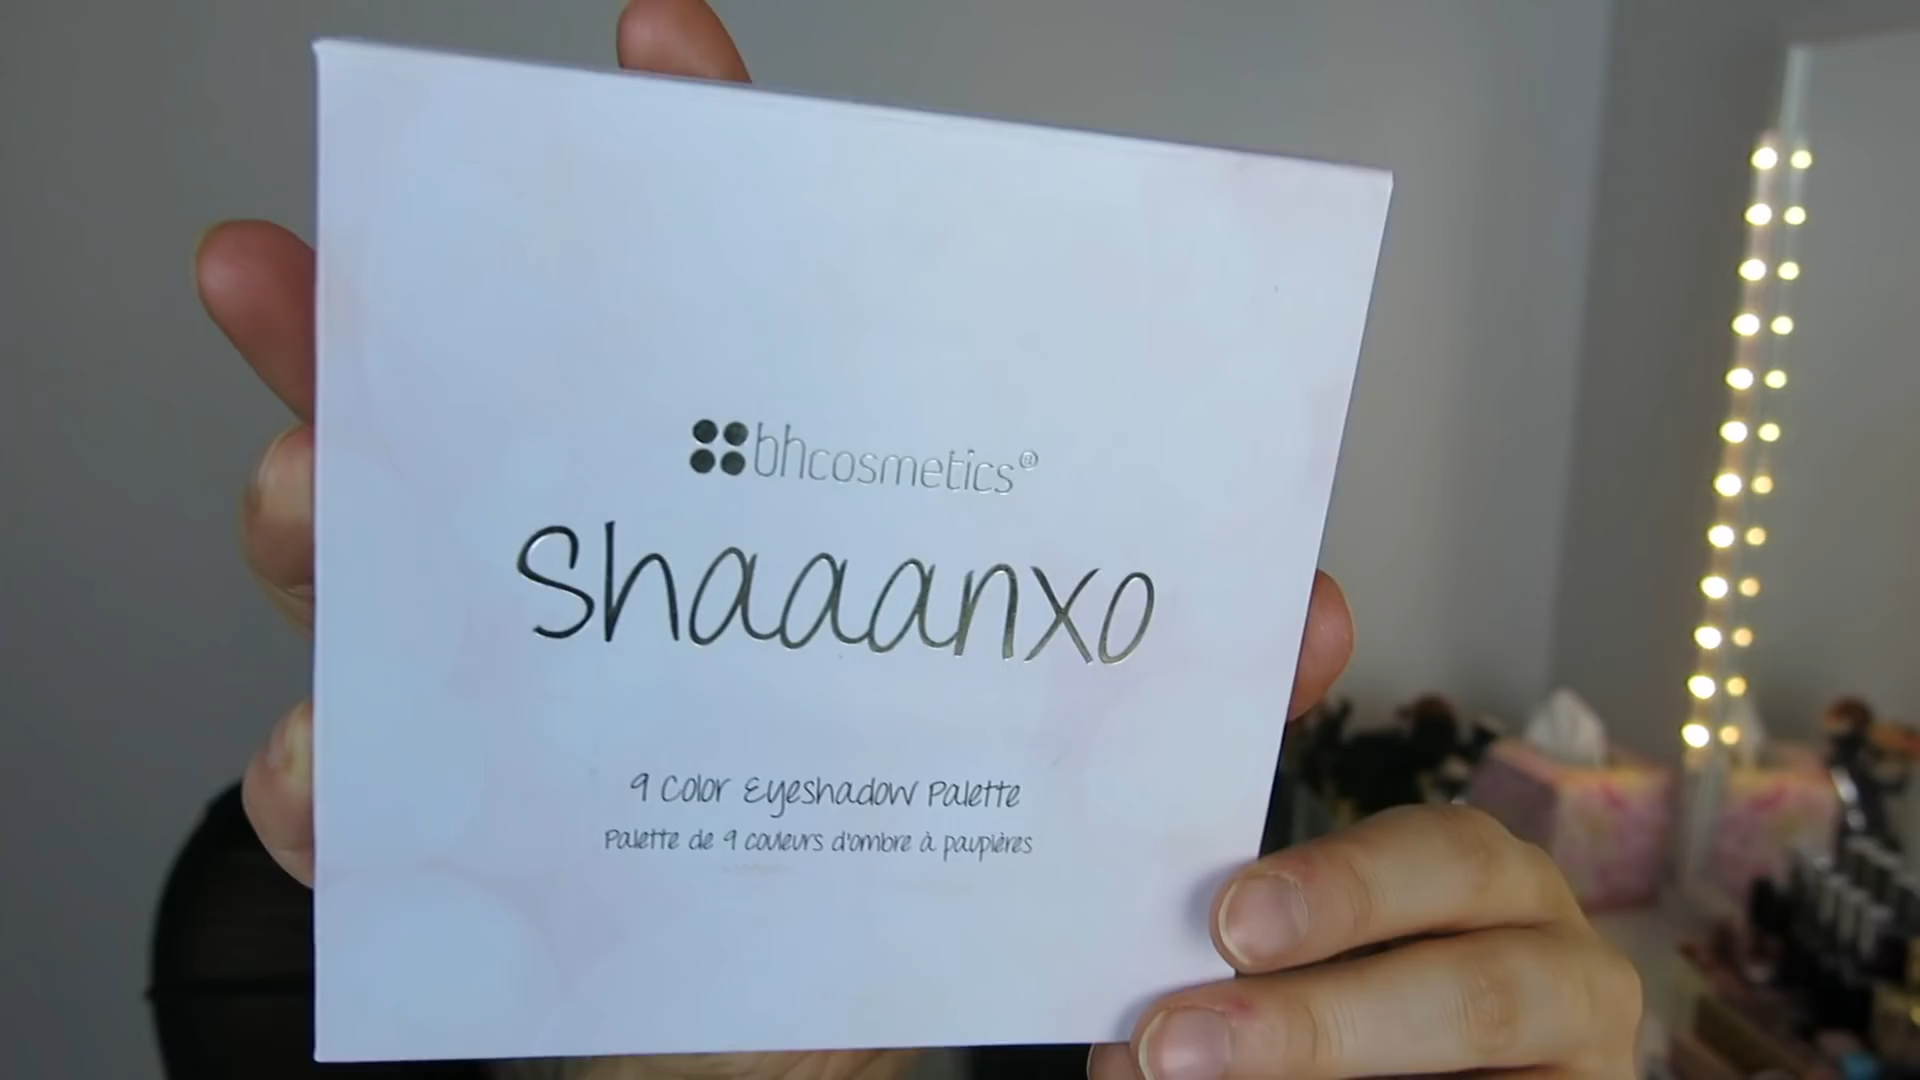 bhcosmetics®
Shaaanxo
9 Color Eyeshadow Palette
Palette de 9 couleurs d'ombre à paupières